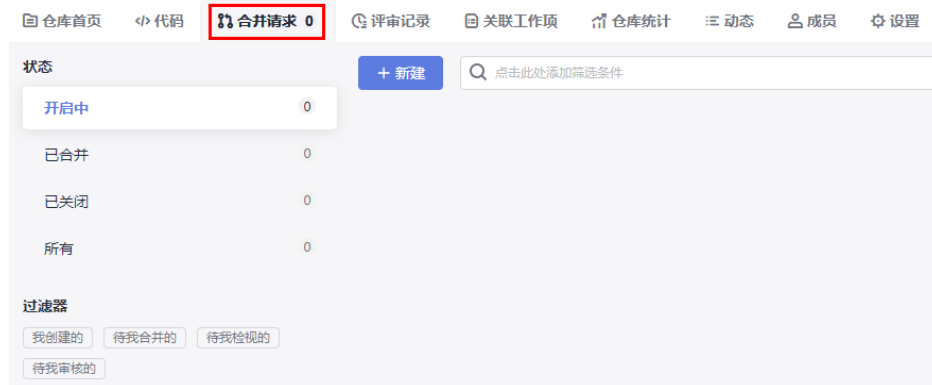 仓库首页 </> 代码 合并请求 0 评审记录 关联工作项 仓库统计 动态 成员 设置
状态
+ 新建 点击此处添加筛选条件
开启中 0
已合并 0
已关闭 0
所有 0
过滤器
我创建的 待我合并的 待我检视的
待我审核的